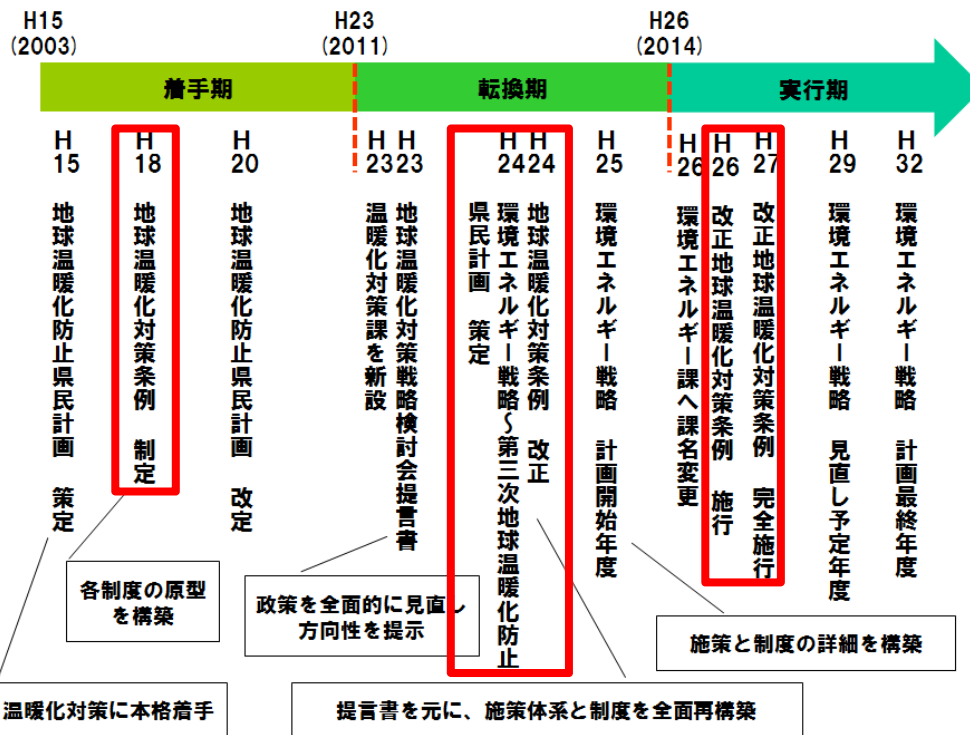 H15
(2003)
H23
(2011)
H26
(2014)
着手期
転換期
実行期
H15 地球温暖化防止県民計画 策定
H18 地球温暖化対策条例 制定
H20 地球温暖化防止県民計画 改定
H23 温暖化対策課を新設
H23 地球温暖化対策戦略検討会提言書
H24 環境エネルギー戦略～第三次地球温暖化防止
県民計画 策定
H24 地球温暖化対策条例 改正
H25 環境エネルギー戦略 計画開始年度
H26 環境エネルギー課へ課名変更
H26 改正地球温暖化対策条例 施行
H27 改正地球温暖化対策条例 完全施行
H29 環境エネルギー戦略 見直し予定年度
H32 環境エネルギー戦略 計画最終年度
各制度の原型
を構築
政策を全面的に見直し
方向性を提示
施策と制度の詳細を構築
温暖化対策に本格着手
提言書を元に、施策体系と制度を全面再構築